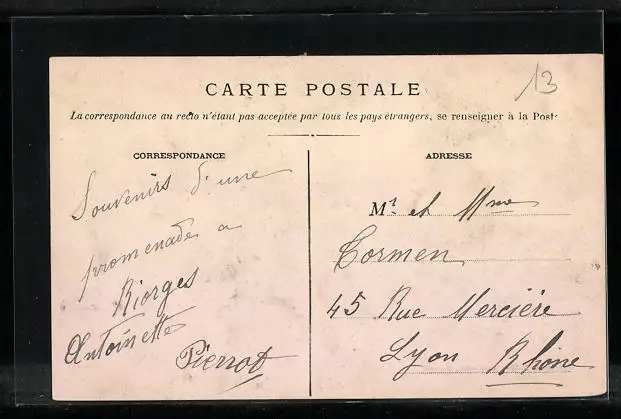 13
CARTE POSTALE
La correspondance au recto n'étant pas acceptée par tous les pays étrangers, se renseigner à la Poste
CORRESPONDANCE
Souvenirs d'une
promenade a
Riorges
Antoinette
Pierrot
ADRESSE
Mr et Mme
Cormen
45 Rue Mercière
Lyon Rhône